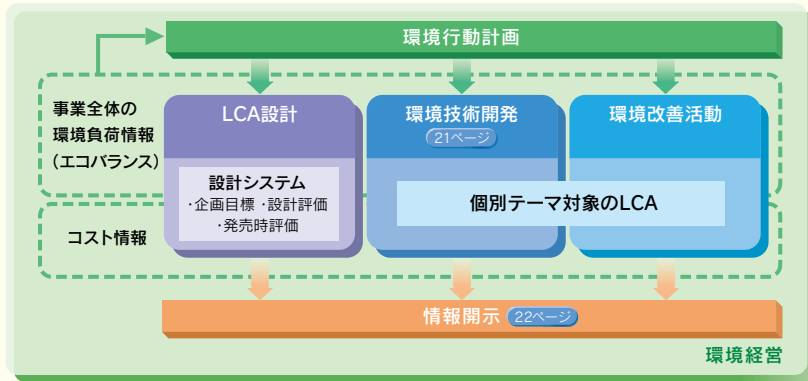 環境行動計画
事業全体の
環境負荷情報
（エコバランス）
LCA設計
環境技術開発
21ページ
環境改善活動
設計システム
・企画目標 ・設計評価
・発売時評価
個別テーマ対象のLCA
コスト情報
情報開示 22ページ
環境経営